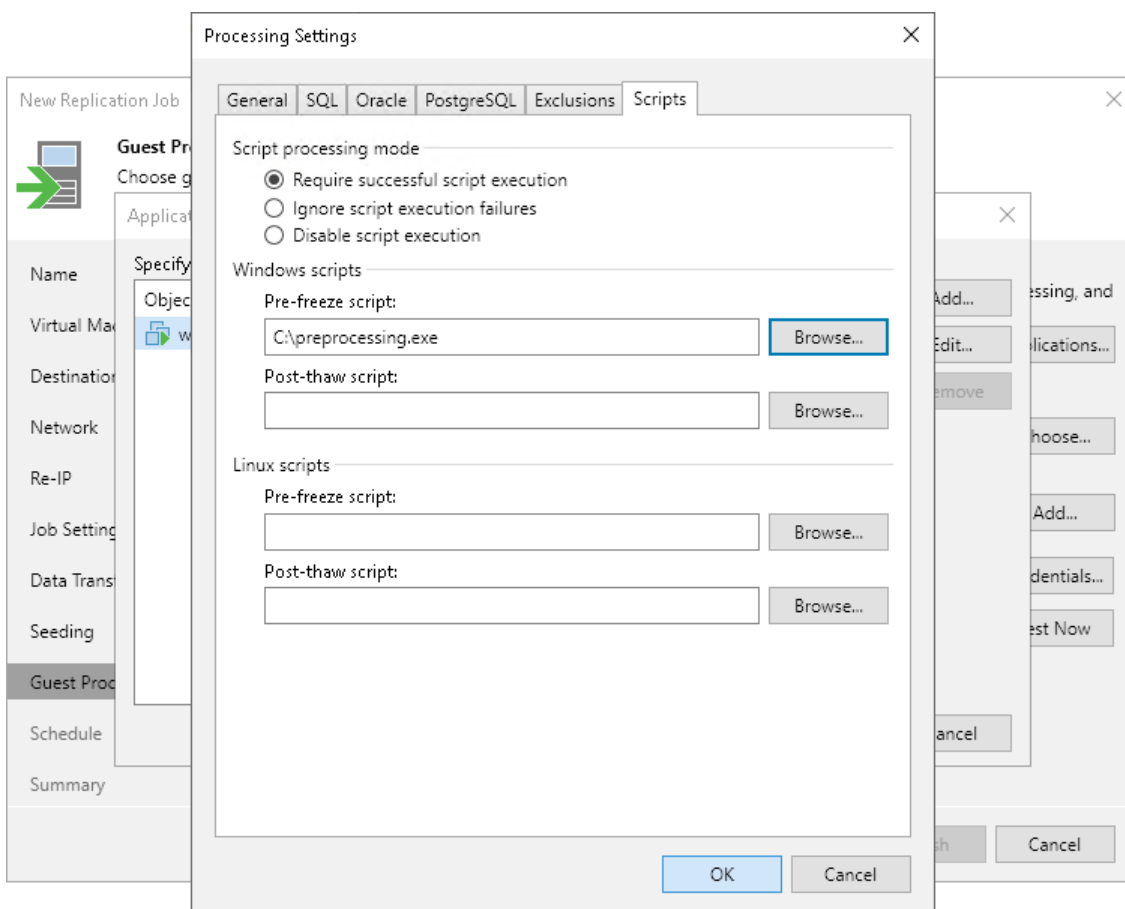 Processing Settings
General SQL Oracle PostgreSQL Exclusions Scripts
Script processing mode
Require successful script execution
Ignore script execution failures
Disable script execution
Windows scripts
Pre-freeze script:
C:\preprocessing.exe Browse...
Post-thaw script:
Browse...
Linux scripts
Pre-freeze script:
Browse...
Post-thaw script:
Browse...
OK Cancel
New Replication Job
Guest Pr
Choose g
Applicat
Specify
Objec
w
Name
Virtual Mac
Destination
Network
Re-IP
Job Setting
Data Trans
Seeding
Guest Proc
Schedule
Summary
Add...
Edit...
emove
ancel
essing, and
plications...
hoose...
Add...
dentials...
est Now
sh Cancel